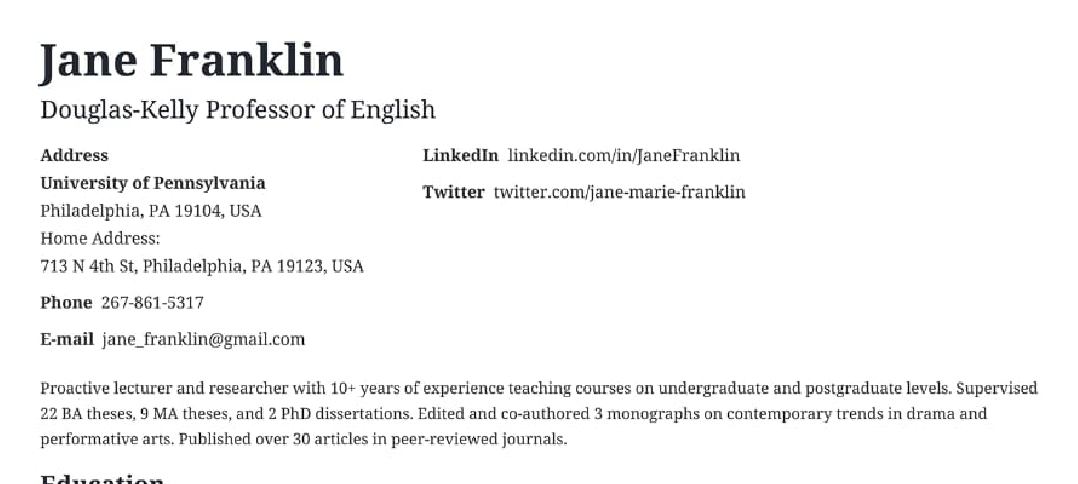 Jane Franklin
Douglas-Kelly Professor of English
Address
University of Pennsylvania
Philadelphia, PA 19104, USA
Home Address:
713 N 4th St, Philadelphia, PA 19123, USA
Phone 267-861-5317
E-mail jane_franklin@gmail.com
LinkedIn linkedin.com/in/JaneFranklin
Twitter twitter.com/jane-marie-franklin
Proactive lecturer and researcher with 10+ years of experience teaching courses on undergraduate and postgraduate levels. Supervised
22 BA theses, 9 MA theses, and 2 PhD dissertations. Edited and co-authored 3 monographs on contemporary trends in drama and
performative arts. Published over 30 articles in peer-reviewed journals.
Education